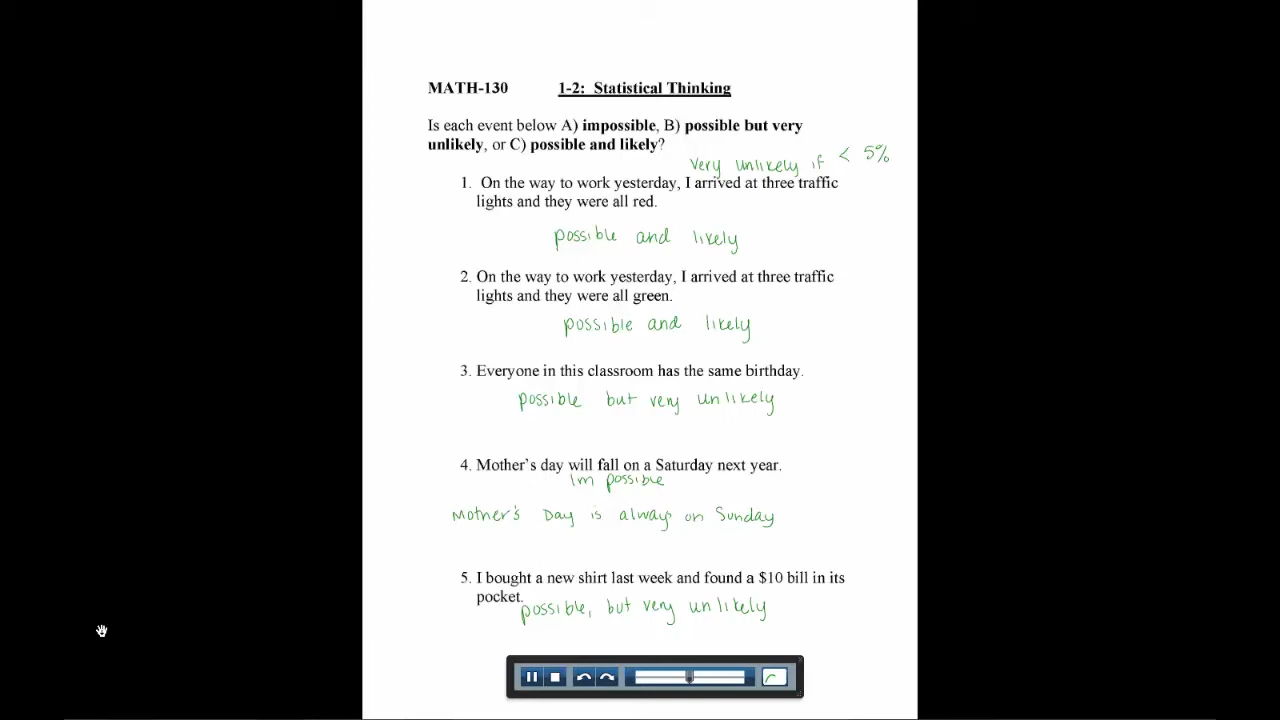 MATH-130 1-2: Statistical Thinking
Is each event below A) impossible, B) possible but very
unlikely, or C) possible and likely?
very unlikely if < 5%
1. On the way to work yesterday, I arrived at three traffic
lights and they were all red.
possible and likely
2. On the way to work yesterday, I arrived at three traffic
lights and they were all green.
possible and likely
3. Everyone in this classroom has the same birthday.
possible but very unlikely
4. Mother's day will fall on a Saturday next year.
Impossible
Mother's Day is always on Sunday
5. I bought a new shirt last week and found a $10 bill in its
pocket.
possible, but very unlikely